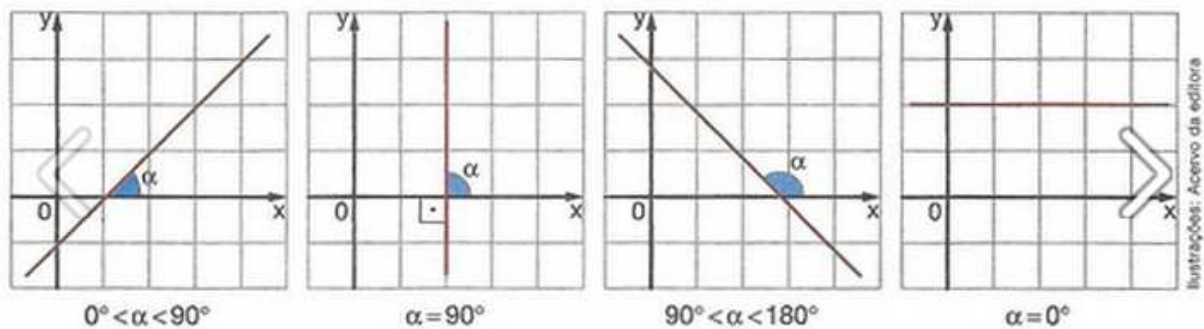 y
α
0
x
0° < α < 90°
y
α
0
x
α = 90°
y
α
0
x
90° < α < 180°
y
0
x
α = 0°
Ilustrações: Acervo da editora